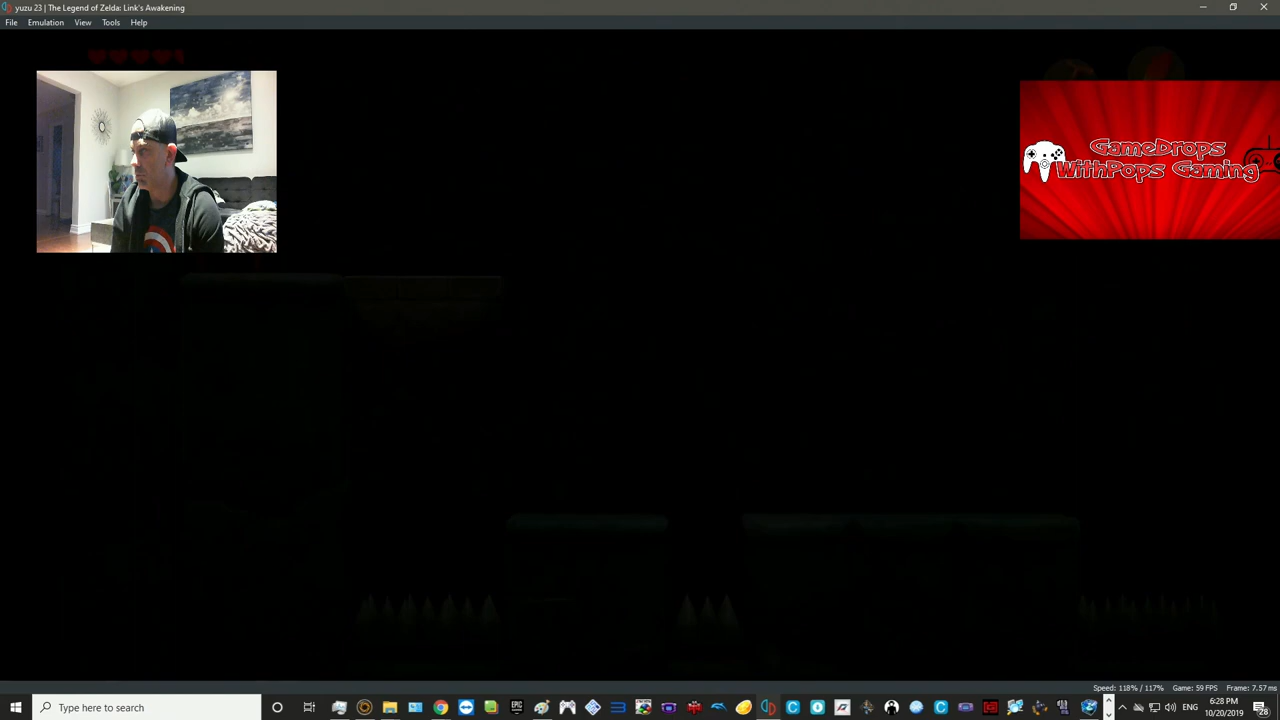 yuzu 23 | The Legend of Zelda: Link's Awakening
File Emulation View Tools Help
GameDrops
WithPops Gaming
Speed: 118% / 117% Game: 59 FPS Frame: 7.57 ms
Type here to search
EPIC
ENG
6:28 PM
10/20/2019